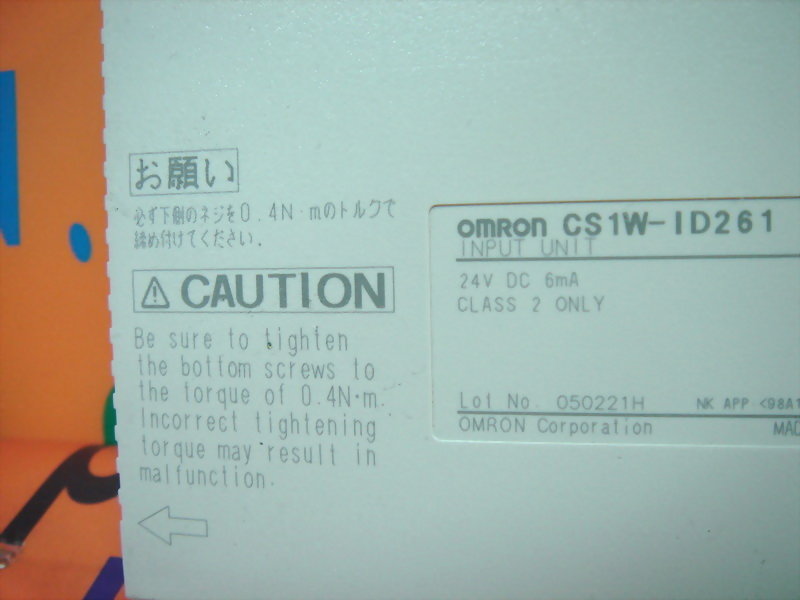 お願い
必ず下側のネジを0.4N·mのトルクで
締め付けてください.
⚠ CAUTION
Be sure to tighten
the bottom screws to
the torque of 0.4N·m.
Incorrect tightening
torque may result in
malfunction.
OMRON CS1W-ID261
INPUT UNIT
24V DC 6mA
CLASS 2 ONLY
Lot No. 050221H NK APP <98A1
OMRON Corporation